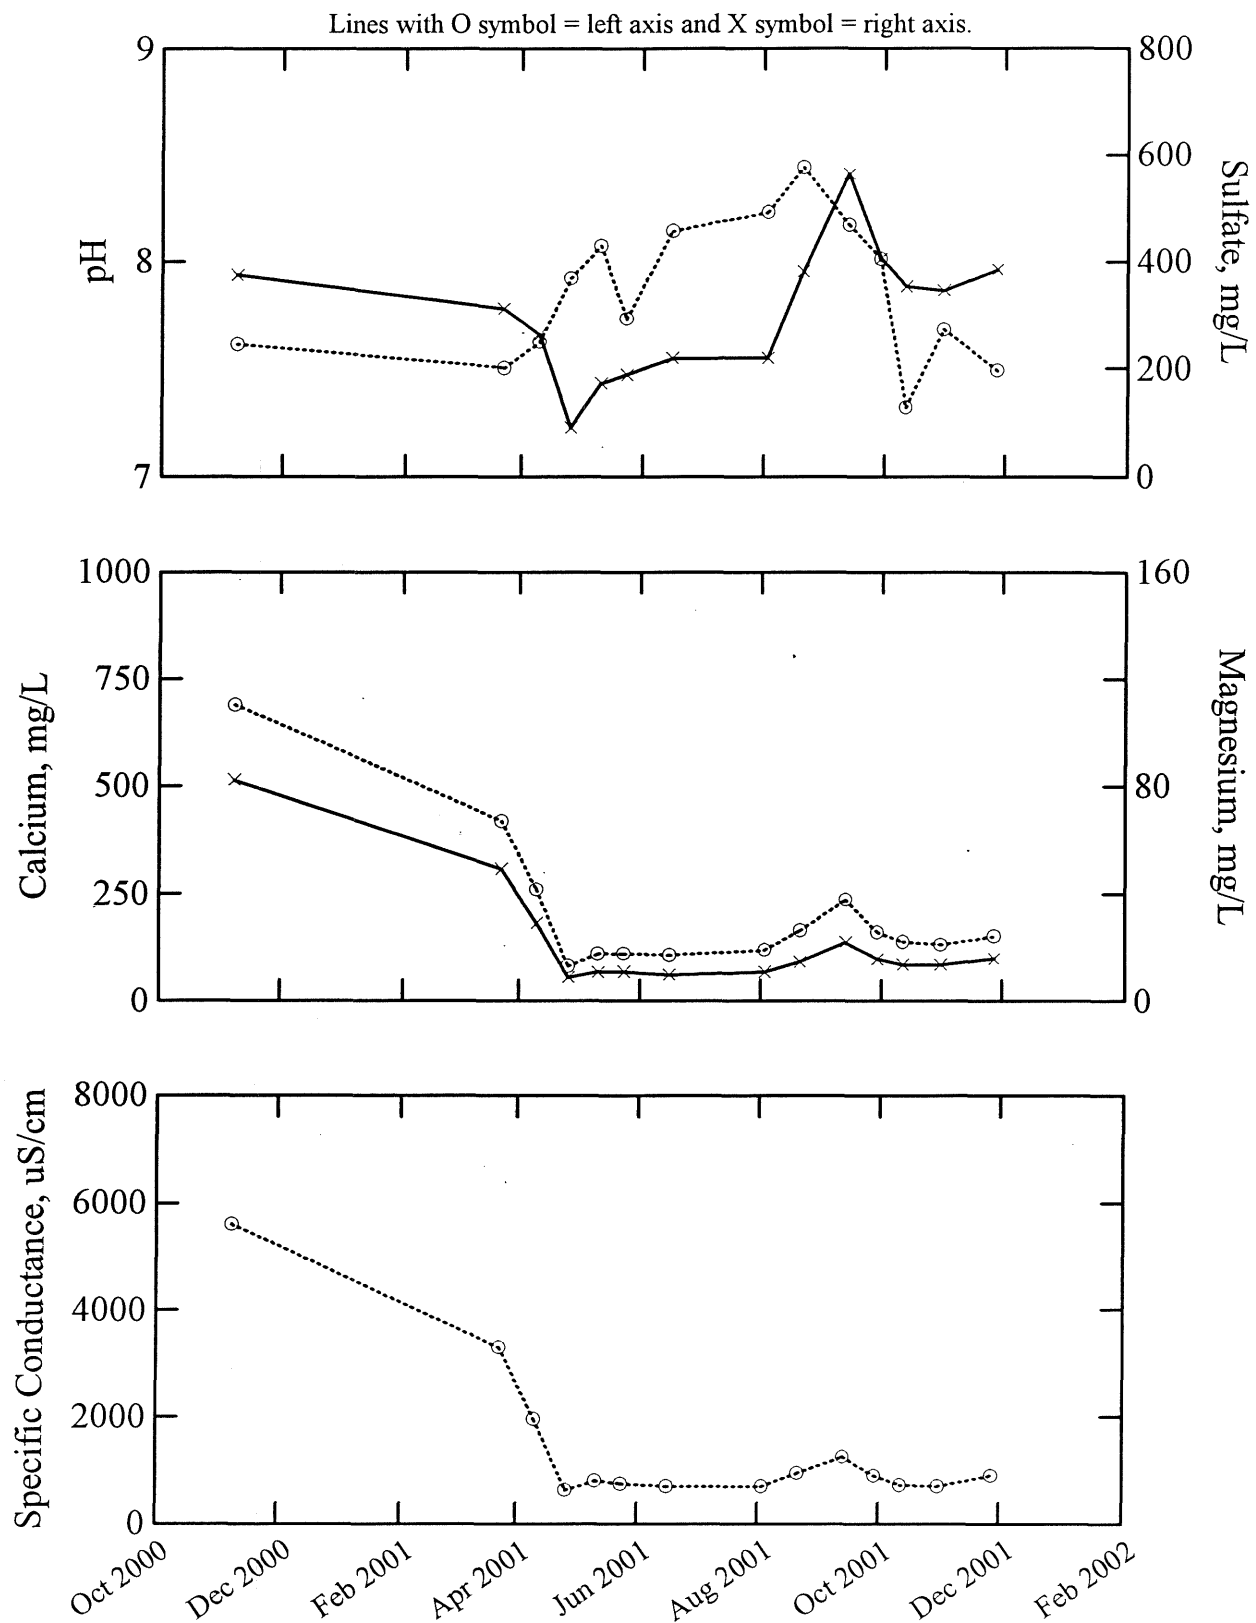 Lines with O symbol = left axis and X symbol = right axis.
9
8
7
pH
800
600
400
200
0
Sulfate, mg/L
1000
750
500
250
0
Calcium, mg/L
160
80
0
Magnesium, mg/L
8000
6000
4000
2000
0
Specific Conductance, uS/cm
Oct 2000
Dec 2000
Feb 2001
Apr 2001
Jun 2001
Aug 2001
Oct 2001
Dec 2001
Feb 2002